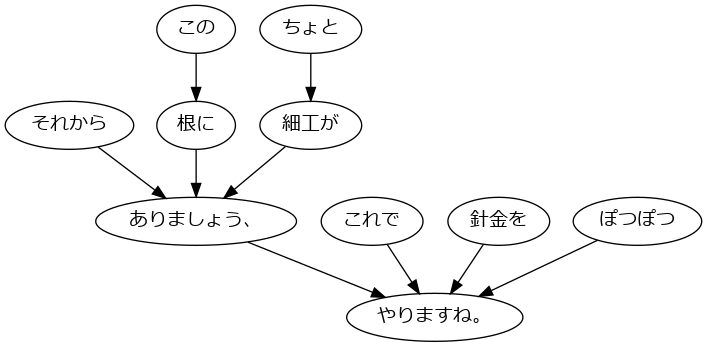 この
ちょと
それから
根に
細工が
ありましょう、
これで
針金を
ぽつぽつ
やりますね。